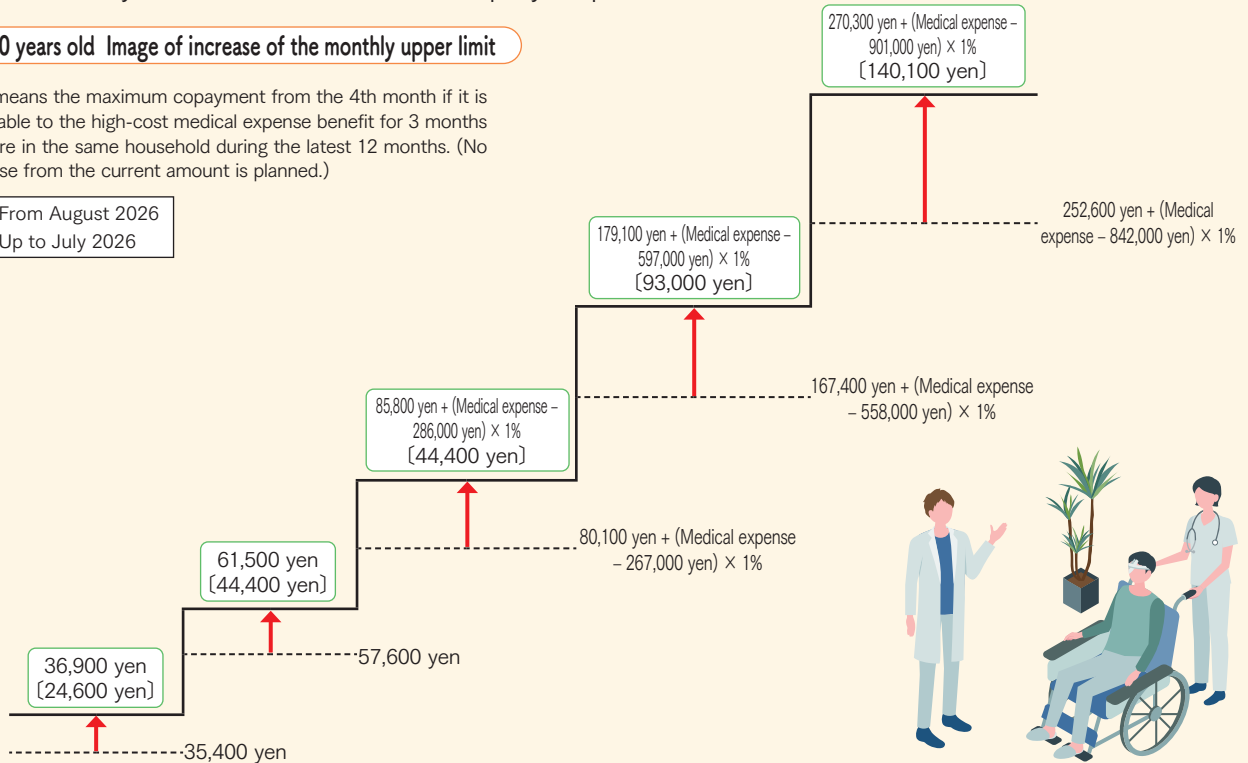 0 years old Image of increase of the monthly upper limit
means the maximum copayment from the 4th month if it is
able to the high-cost medical expense benefit for 3 months
re in the same household during the latest 12 months. (No
se from the current amount is planned.)
From August 2026
Up to July 2026
270,300 yen + (Medical expense –
901,000 yen) × 1%
〔140,100 yen〕
252,600 yen + (Medical
expense – 842,000 yen) × 1%
179,100 yen + (Medical expense –
597,000 yen) × 1%
〔93,000 yen〕
167,400 yen + (Medical expense
– 558,000 yen) × 1%
85,800 yen + (Medical expense –
286,000 yen) × 1%
〔44,400 yen〕
80,100 yen + (Medical expense
– 267,000 yen) × 1%
61,500 yen
〔44,400 yen〕
57,600 yen
36,900 yen
〔24,600 yen〕
35,400 yen